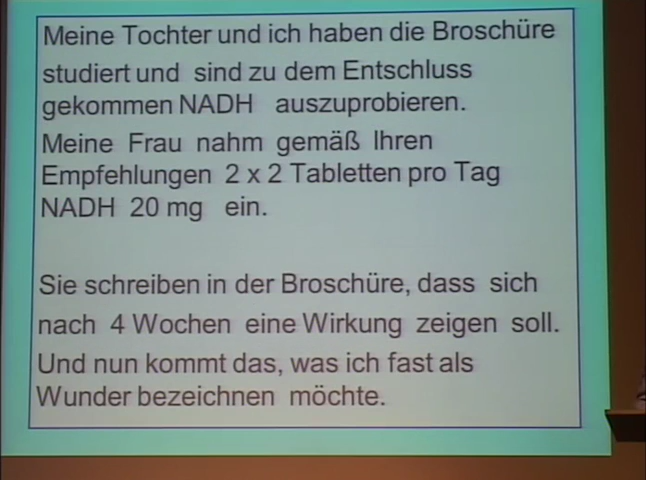 Meine Tochter und ich haben die Broschüre
studiert und sind zu dem Entschluss
gekommen NADH auszuprobieren.
Meine Frau nahm gemäß Ihren
Empfehlungen 2 x 2 Tabletten pro Tag
NADH 20 mg ein.
Sie schreiben in der Broschüre, dass sich
nach 4 Wochen eine Wirkung zeigen soll.
Und nun kommt das, was ich fast als
Wunder bezeichnen möchte.